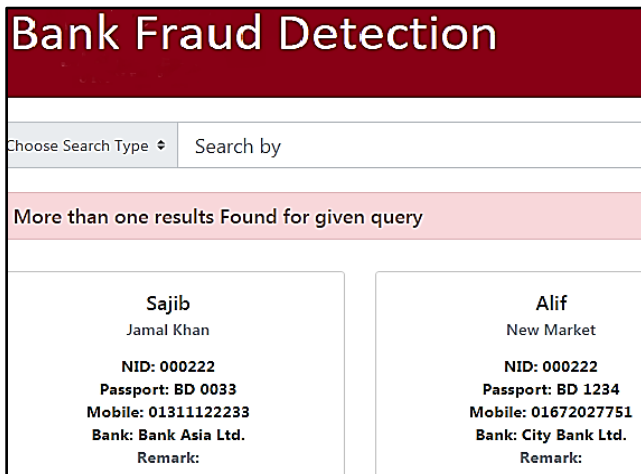 Bank Fraud Detection
Choose Search Type
Search by
More than one results Found for given query
Sajib
Jamal Khan
NID: 000222
Passport: BD 0033
Mobile: 01311122233
Bank: Bank Asia Ltd.
Remark:
Alif
New Market
NID: 000222
Passport: BD 1234
Mobile: 01672027751
Bank: City Bank Ltd.
Remark: